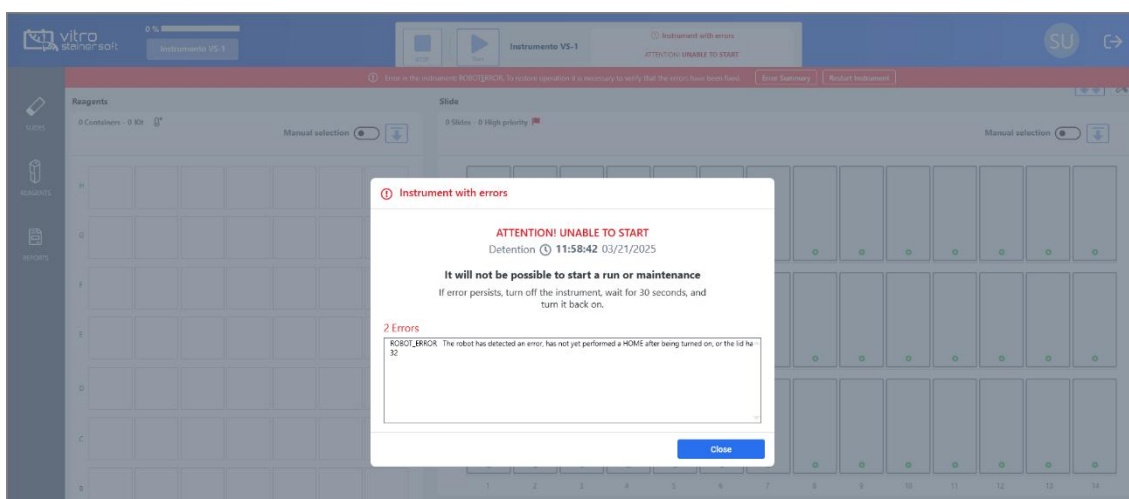 vitro
stainer soft
0 %
Instrumento VS-1
STOP
Start
Instrumento VS-1
Instrument with errors
ATTENTION! UNABLE TO START
SU
Error in the instrument: ROBOT_ERROR. To restore operation it is necessary to verify that the errors have been fixed
Error Summary
Restart Instrument
SLIDES
REAGENTS
REPORTS
Reagents
0 Containers - 0 Kit
Manual selection
Slide
0 Slides - 0 High priority
Manual selection
H
G
F
E
D
C
B
Instrument with errors
ATTENTION! UNABLE TO START
Detention 11:58:42 03/21/2025
It will not be possible to start a run or maintenance
If error persists, turn off the instrument, wait for 30 seconds, and
turn it back on.
2 Errors
ROBOT_ERROR The robot has detected an error, has not yet performed a HOME after being turned on, or the lid ha
32
Close
1 2 3 4 5 6 7 8 9 10 11 12 13 14